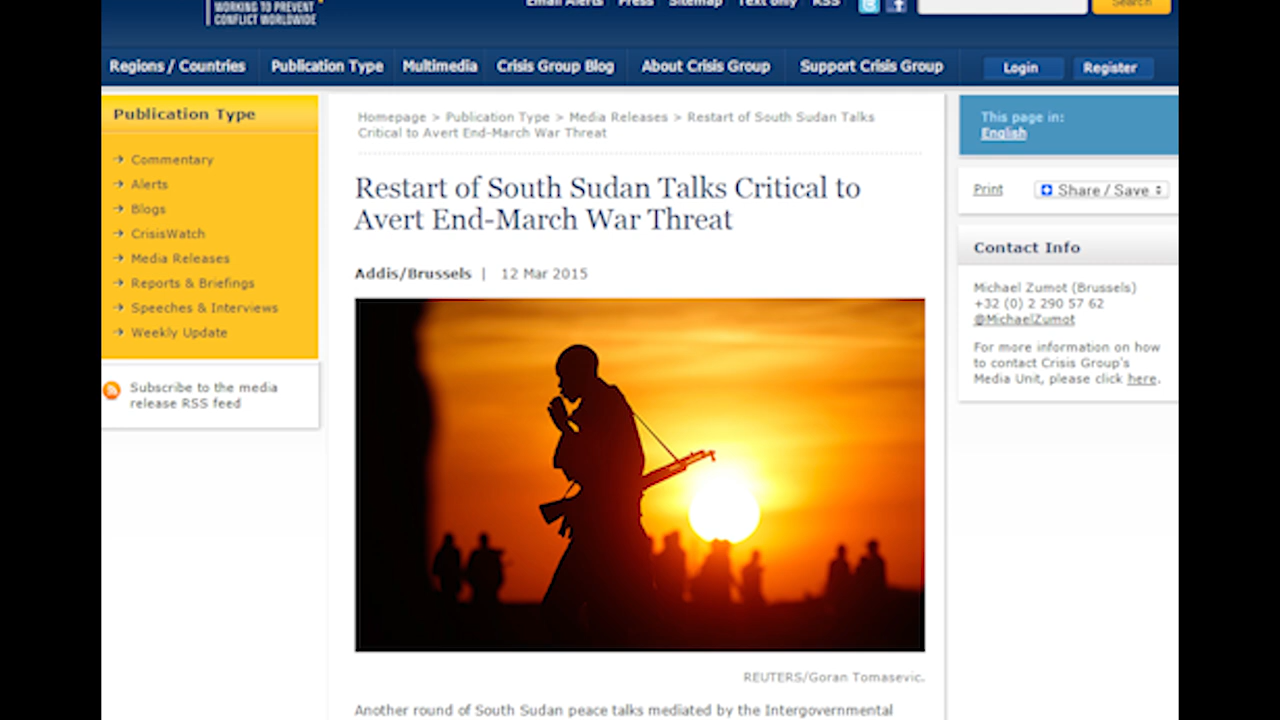 WORKING TO PREVENT
CONFLICT WORLDWIDE
Email Alerts Press Sitemap Text only RSS
Search
Regions / Countries Publication Type Multimedia Crisis Group Blog About Crisis Group Support Crisis Group Login Register
Publication Type
→ Commentary
→ Alerts
→ Blogs
→ CrisisWatch
→ Media Releases
→ Reports & Briefings
→ Speeches & Interviews
→ Weekly Update
Subscribe to the media
release RSS feed
Homepage > Publication Type > Media Releases > Restart of South Sudan Talks
Critical to Avert End-March War Threat
Restart of South Sudan Talks Critical to
Avert End-March War Threat
Addis/Brussels | 12 Mar 2015
REUTERS/Goran Tomasevic.
Another round of South Sudan peace talks mediated by the Intergovernmental
This page in:
English
Print Share / Save
Contact Info
Michael Zumot (Brussels)
+32 (0) 2 290 57 62
@MichaelZumot
For more information on how
to contact Crisis Group's
Media Unit, please click here.